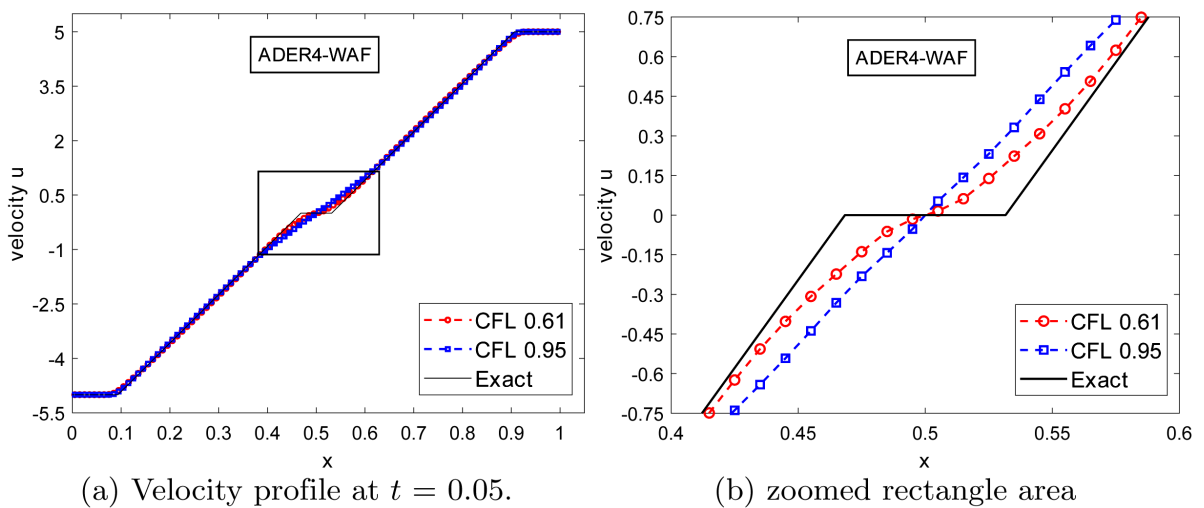 5
3.5
2
0.5
-1
-2.5
-4
-5.5
velocity u
ADER4-WAF
CFL 0.61
CFL 0.95
Exact
0 0.1 0.2 0.3 0.4 0.5 0.6 0.7 0.8 0.9 1
x
(a) Velocity profile at t = 0.05.
0.75
0.6
0.45
0.3
0.15
0
-0.15
-0.3
-0.45
-0.6
-0.75
velocity u
ADER4-WAF
CFL 0.61
CFL 0.95
Exact
0.4 0.45 0.5 0.55 0.6
x
(b) zoomed rectangle area